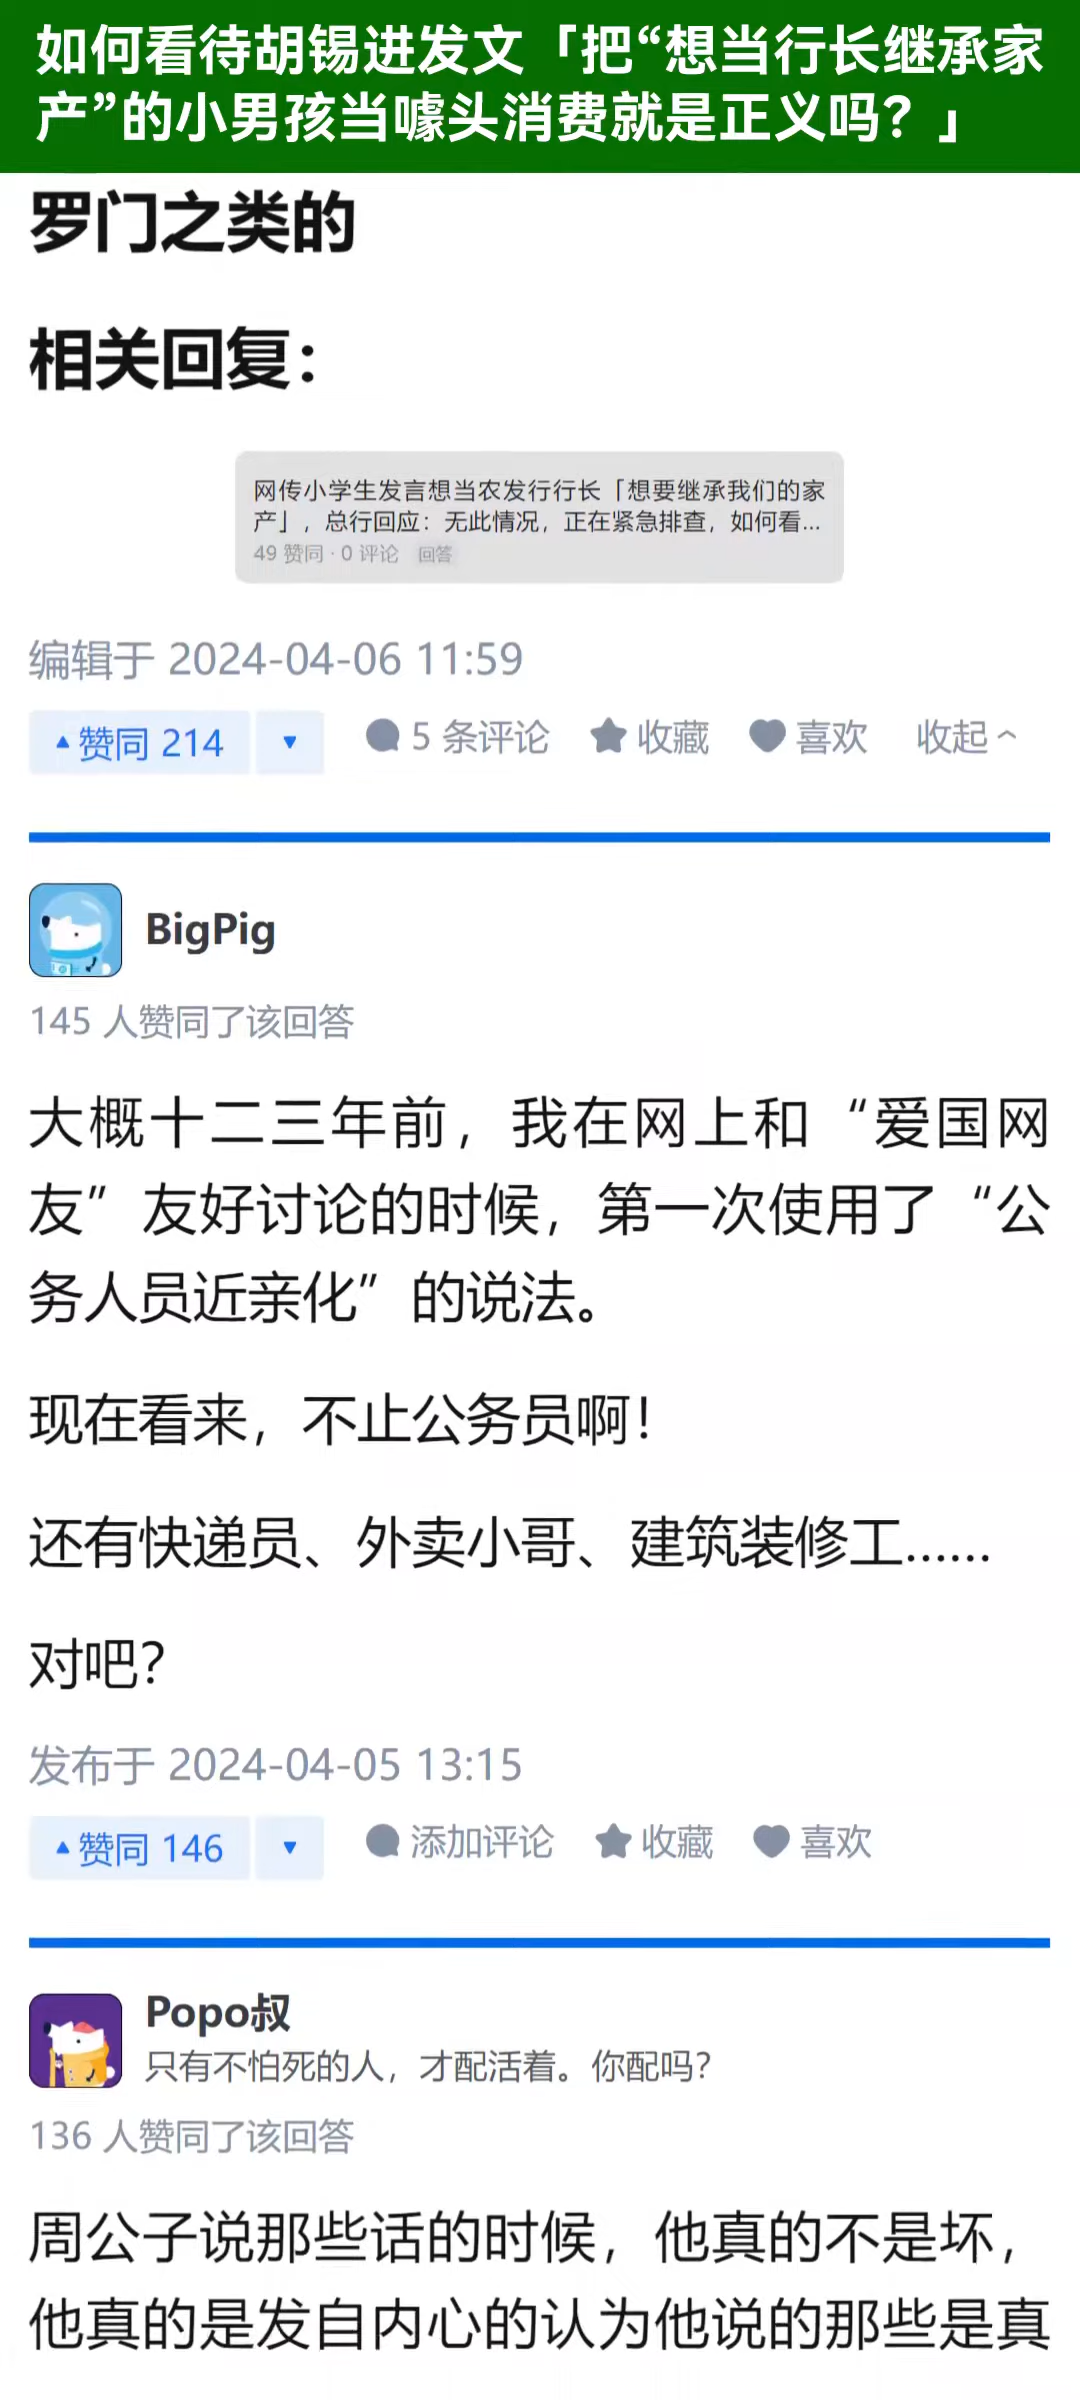 如何看待胡锡进发文「把“想当行长继承家
产”的小男孩当噱头消费就是正义吗？」
罗门之类的
相关回复：
网传小学生发言想当农发行行长「想要继承我们的家
产」，总行回应：无此情况，正在紧急排查，如何看...
49 赞同 · 0 评论 回答
编辑于 2024-04-06 11:59
赞同 214 5 条评论 收藏 喜欢 收起
BigPig
145 人赞同了该回答
大概十二三年前，我在网上和“爱国网
友”友好讨论的时候，第一次使用了“公
务人员近亲化”的说法。
现在看来，不止公务员啊！
还有快递员、外卖小哥、建筑装修工……
对吧？
发布于 2024-04-05 13:15
赞同 146 添加评论 收藏 喜欢
Popo叔
只有不怕死的人，才配活着。你配吗？
136 人赞同了该回答
周公子说那些话的时候，他真的不是坏，
他真的是发自内心的认为他说的那些是真